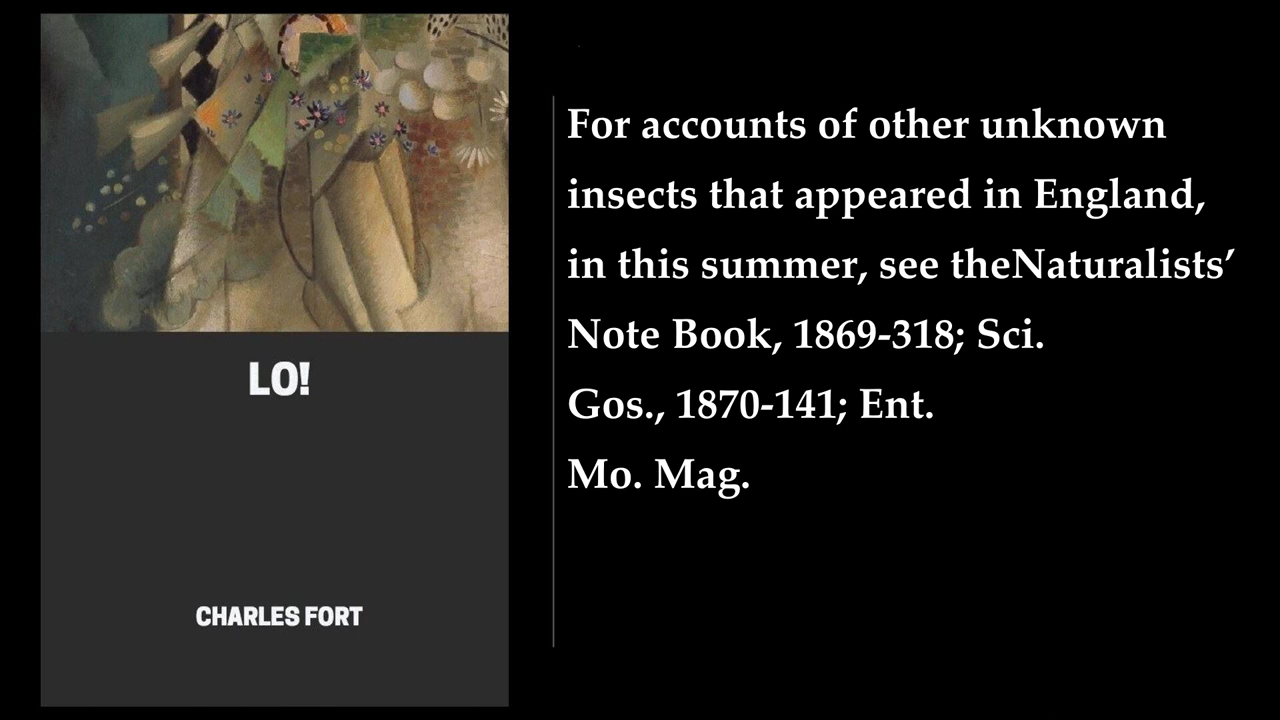 LO!
CHARLES FORT
For accounts of other unknown
insects that appeared in England,
in this summer, see theNaturalists’
Note Book, 1869-318; Sci.
Gos., 1870-141; Ent.
Mo. Mag.